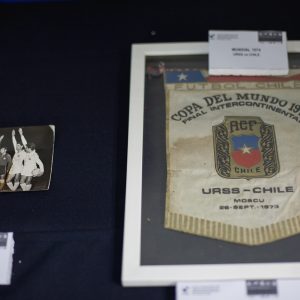 MUNDIAL 1974
URSS vs CHILE
FUTBOL CHILE
COPA DEL MUNDO 19
FINAL INTERCONTINENTAL
ACF
CHILE
URSS-CHILE
MOSCU
26-SEPT.-1973